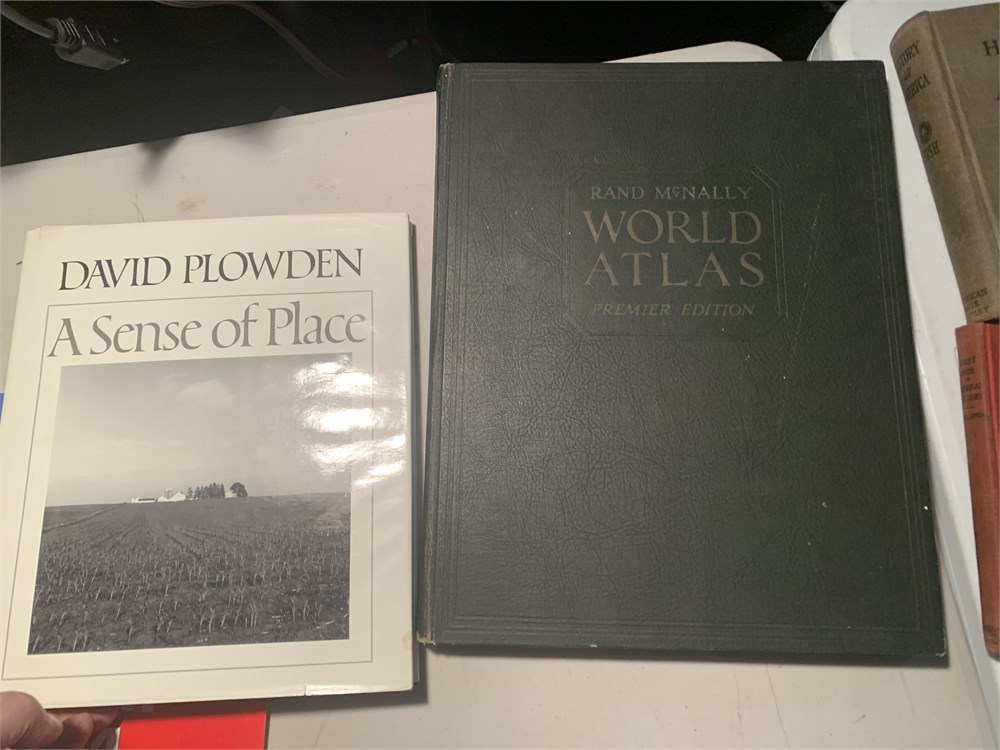 DAVID PLOWDEN
A Sense of Place
RAND McNALLY
WORLD
ATLAS
PREMIER EDITION
H